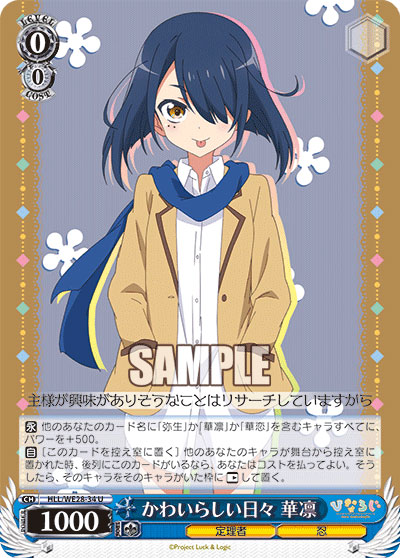 LEVEL
0
0
COST
SAMPLE
主様が興味がありそうなことはリサーチしていますから
永 他のあなたのカード名に「弥生」か「華凛」か「華恋」を含むキャラすべてに、
パワーを+500。
自 [このカードを控え室に置く] 他のあなたのキャラが舞台から控え室に
置かれた時、後列にこのカードがいるなら、あなたはコストを払ってよい。そう
したら、そのキャラをそのキャラがいた枠にレストして置く。
CH HLL/WE28-34 U
1000
かわいらしい日々 華凛
ひなろじ
定理者
忍
©Project Luck & Logic